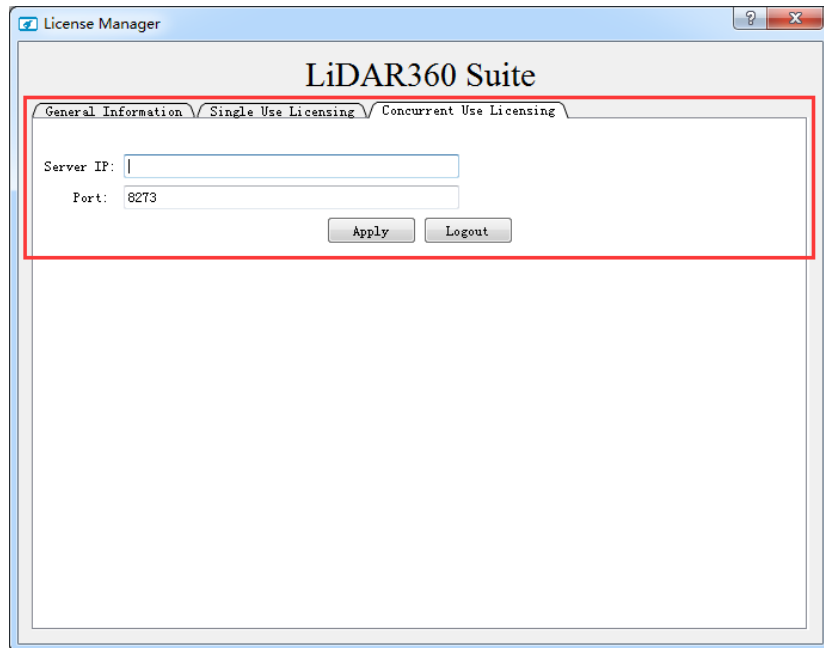 License Manager
LiDAR360 Suite
General Information Single Use Licensing Concurrent Use Licensing
Server IP:
Port: 8273
Apply Logout